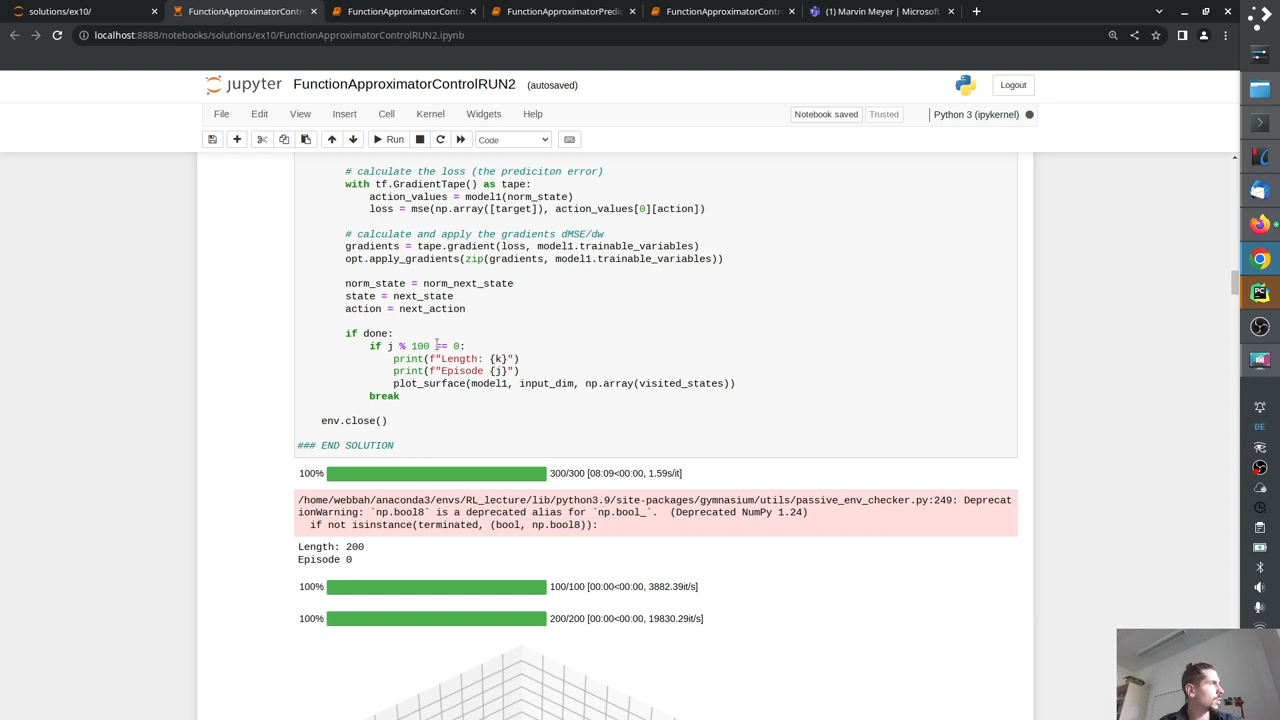 solutions/ex10/
FunctionApproximatorContr
FunctionApproximatorContr
FunctionApproximatorPredic
FunctionApproximatorContr
(1) Marvin Meyer | Microsoft
localhost:8888/notebooks/solutions/ex10/FunctionApproximatorControlRUN2.ipynb
jupyter FunctionApproximatorControlRUN2 (autosaved)
Logout
File Edit View Insert Cell Kernel Widgets Help
Notebook saved Trusted Python 3 (ipykernel)
Run Code
# calculate the loss (the prediciton error)
with tf.GradientTape() as tape:
action_values = model1(norm_state)
loss = mse(np.array([target]), action_values[0][action])
# calculate and apply the gradients dMSE/dw
gradients = tape.gradient(loss, model1.trainable_variables)
opt.apply_gradients(zip(gradients, model1.trainable_variables))
norm_state = norm_next_state
state = next_state
action = next_action
if done:
if j % 100 == 0:
print(f"Length: {k}")
print(f"Episode {j}")
plot_surface(model1, input_dim, np.array(visited_states))
break
env.close()
### END SOLUTION
100% 300/300 [08:09<00:00, 1.59s/it]
/home/webbah/anaconda3/envs/RL_lecture/lib/python3.9/site-packages/gymnasium/utils/passive_env_checker.py:249: Deprecat
ionWarning: `np.bool8` is a deprecated alias for `np.bool_`. (Deprecated NumPy 1.24)
if not isinstance(terminated, (bool, np.bool8)):
Length: 200
Episode 0
100% 100/100 [00:00<00:00, 3882.39it/s]
100% 200/200 [00:00<00:00, 19830.29it/s]
PC
DE